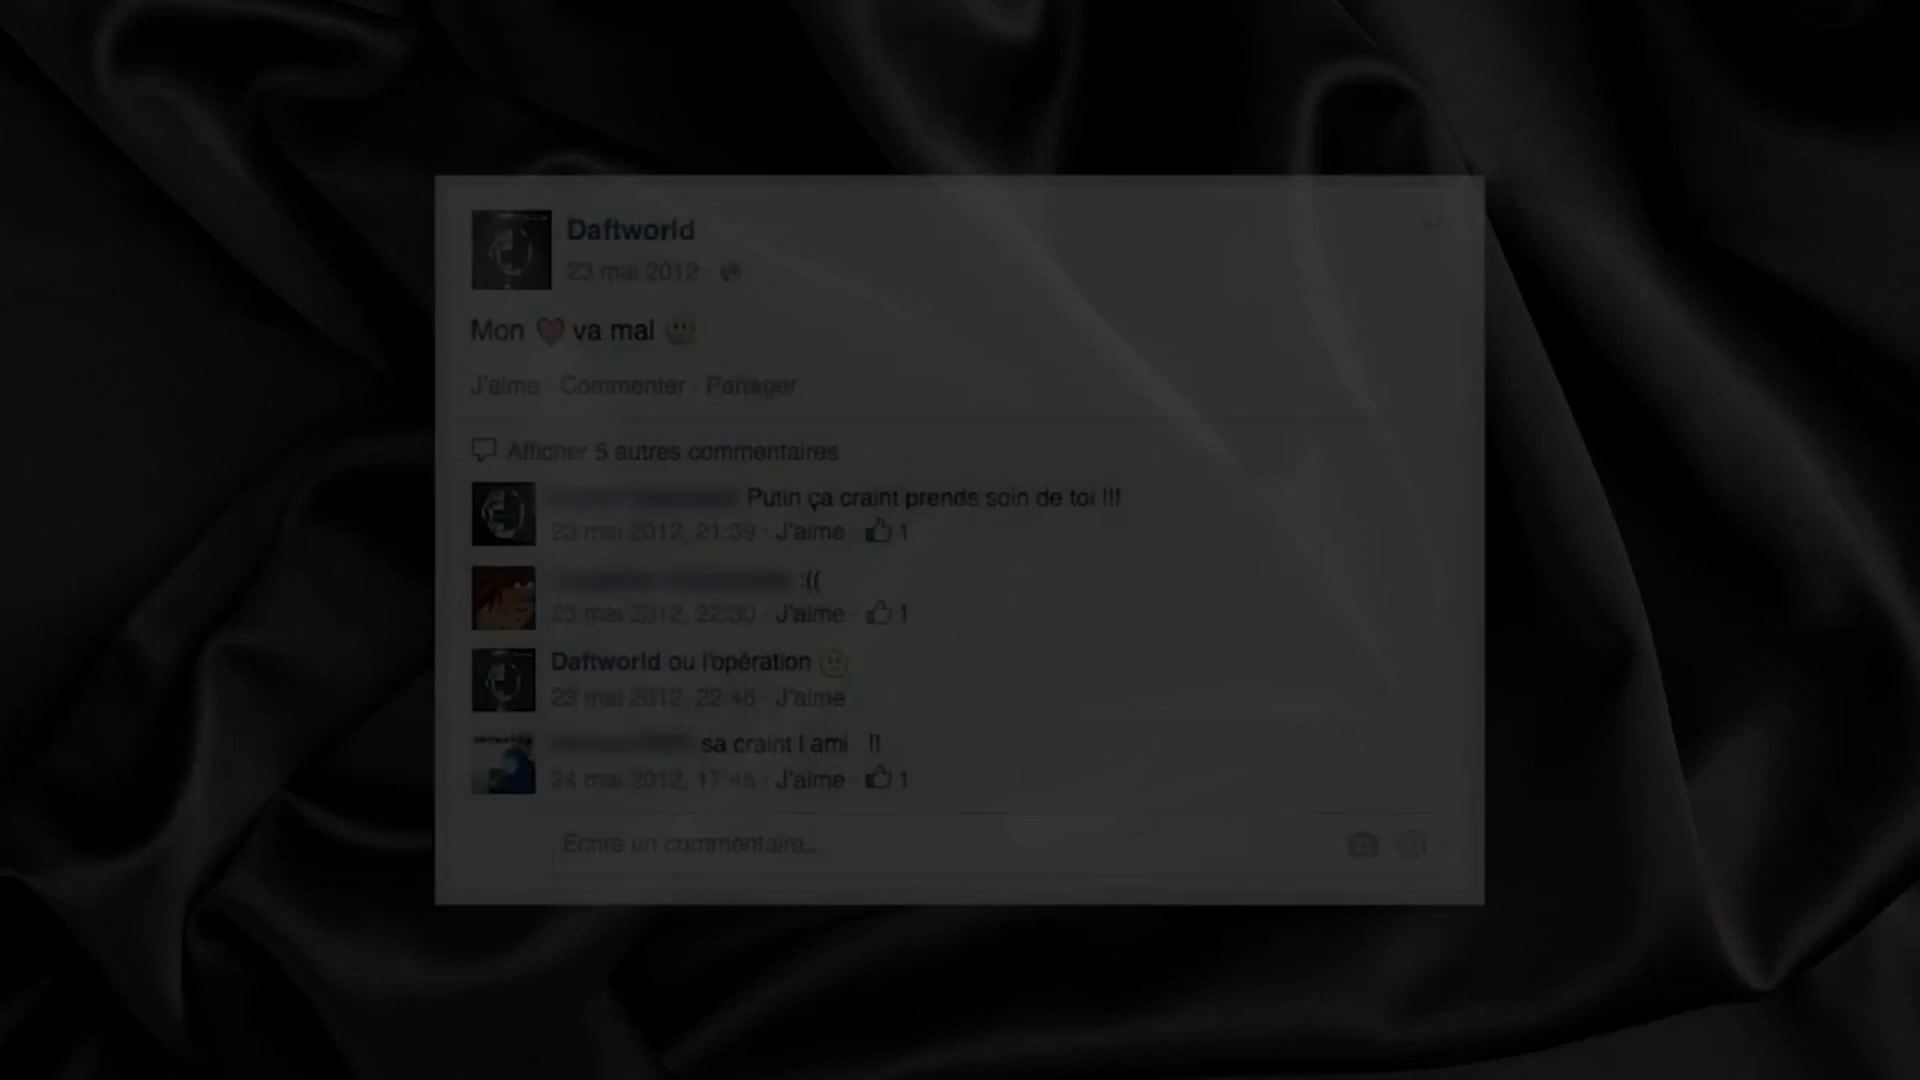 Daftworld
23 mai 2012 ·
Mon ❤ va mal 🙁
J'aime · Commenter · Partager
Afficher 5 autres commentaires
Putin ça craint prends soin de toi !!!
23 mai 2012, 21:39 · J'aime · 1
:((
23 mai 2012, 22:30 · J'aime · 1
Daftworld ou l'opération 🙁
23 mai 2012, 22:48 · J'aime
sa craint l ami !!
24 mai 2012, 17:45 · J'aime · 1
Écrire un commentaire...